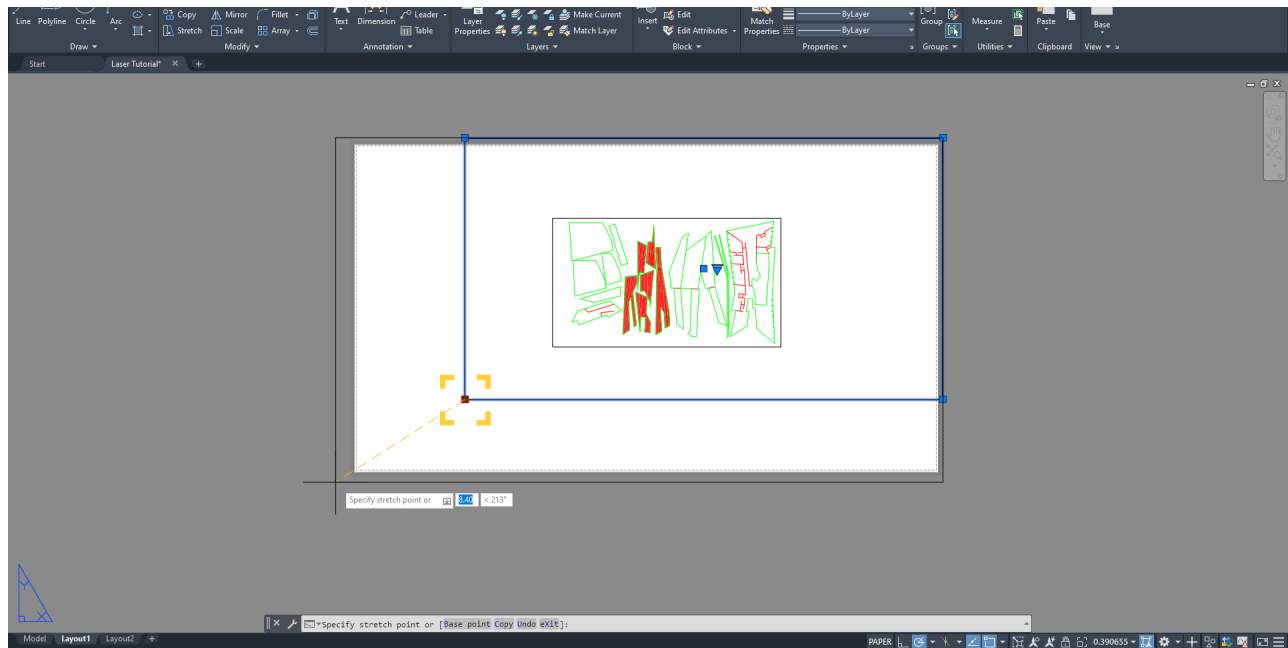 Line Polyline Circle Arc Copy Mirror Fillet Text Dimension Leader Layer Properties Make Current Insert Edit Match Properties ByLayer Group Measure Paste Base
Stretch Scale Array Table Match Layer Edit Attributes ByLayer
Draw Modify Annotation Layers Block Properties Groups Utilities Clipboard View
Start Laser Tutorial*
Specify stretch point or 8.40 < 213°
Y
X
Specify stretch point or [Base point Copy Undo eXit]:
Model Layout1 Layout2 + PAPER 0.390655